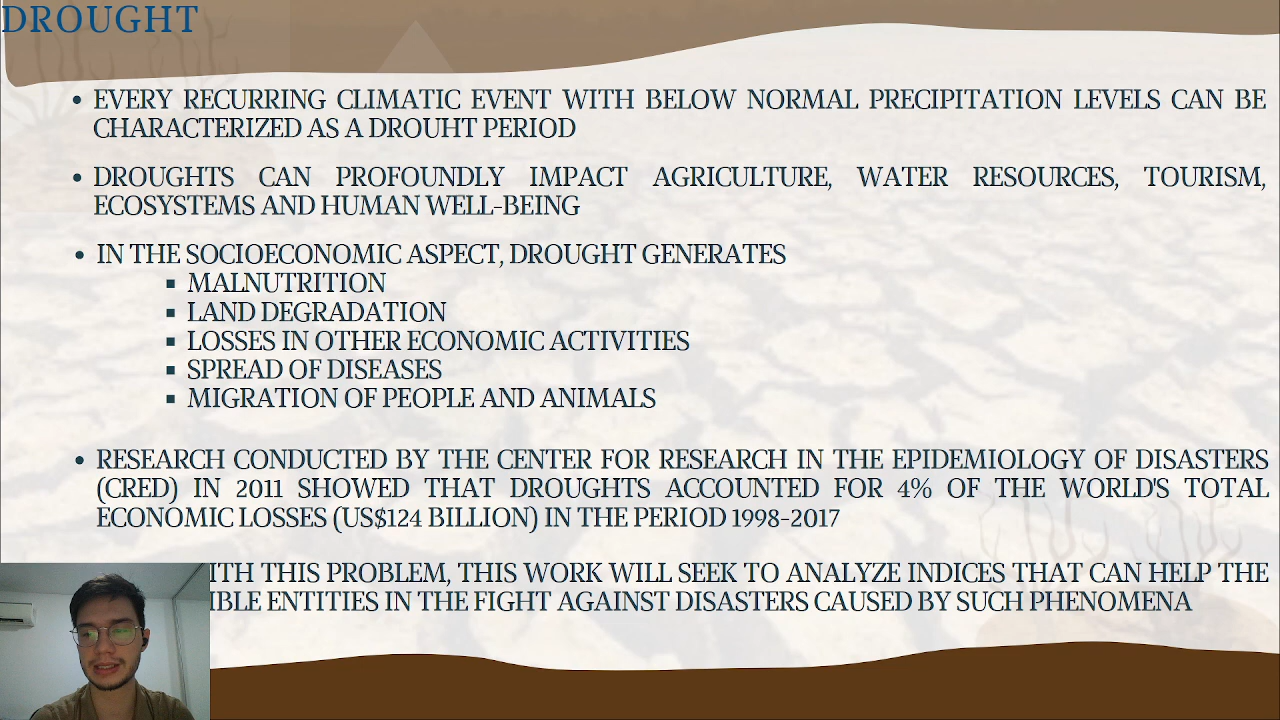 DROUGHT
• EVERY RECURRING CLIMATIC EVENT WITH BELOW NORMAL PRECIPITATION LEVELS CAN BE
CHARACTERIZED AS A DROUHT PERIOD
• DROUGHTS CAN PROFOUNDLY IMPACT AGRICULTURE, WATER RESOURCES, TOURISM,
ECOSYSTEMS AND HUMAN WELL-BEING
• IN THE SOCIOECONOMIC ASPECT, DROUGHT GENERATES
▪ MALNUTRITION
▪ LAND DEGRADATION
▪ LOSSES IN OTHER ECONOMIC ACTIVITIES
▪ SPREAD OF DISEASES
▪ MIGRATION OF PEOPLE AND ANIMALS
• RESEARCH CONDUCTED BY THE CENTER FOR RESEARCH IN THE EPIDEMIOLOGY OF DISASTERS
(CRED) IN 2011 SHOWED THAT DROUGHTS ACCOUNTED FOR 4% OF THE WORLD'S TOTAL
ECONOMIC LOSSES (US$124 BILLION) IN THE PERIOD 1998-2017
THIS PROBLEM, THIS WORK WILL SEEK TO ANALYZE INDICES THAT CAN HELP THE
ENTITIES IN THE FIGHT AGAINST DISASTERS CAUSED BY SUCH PHENOMENA